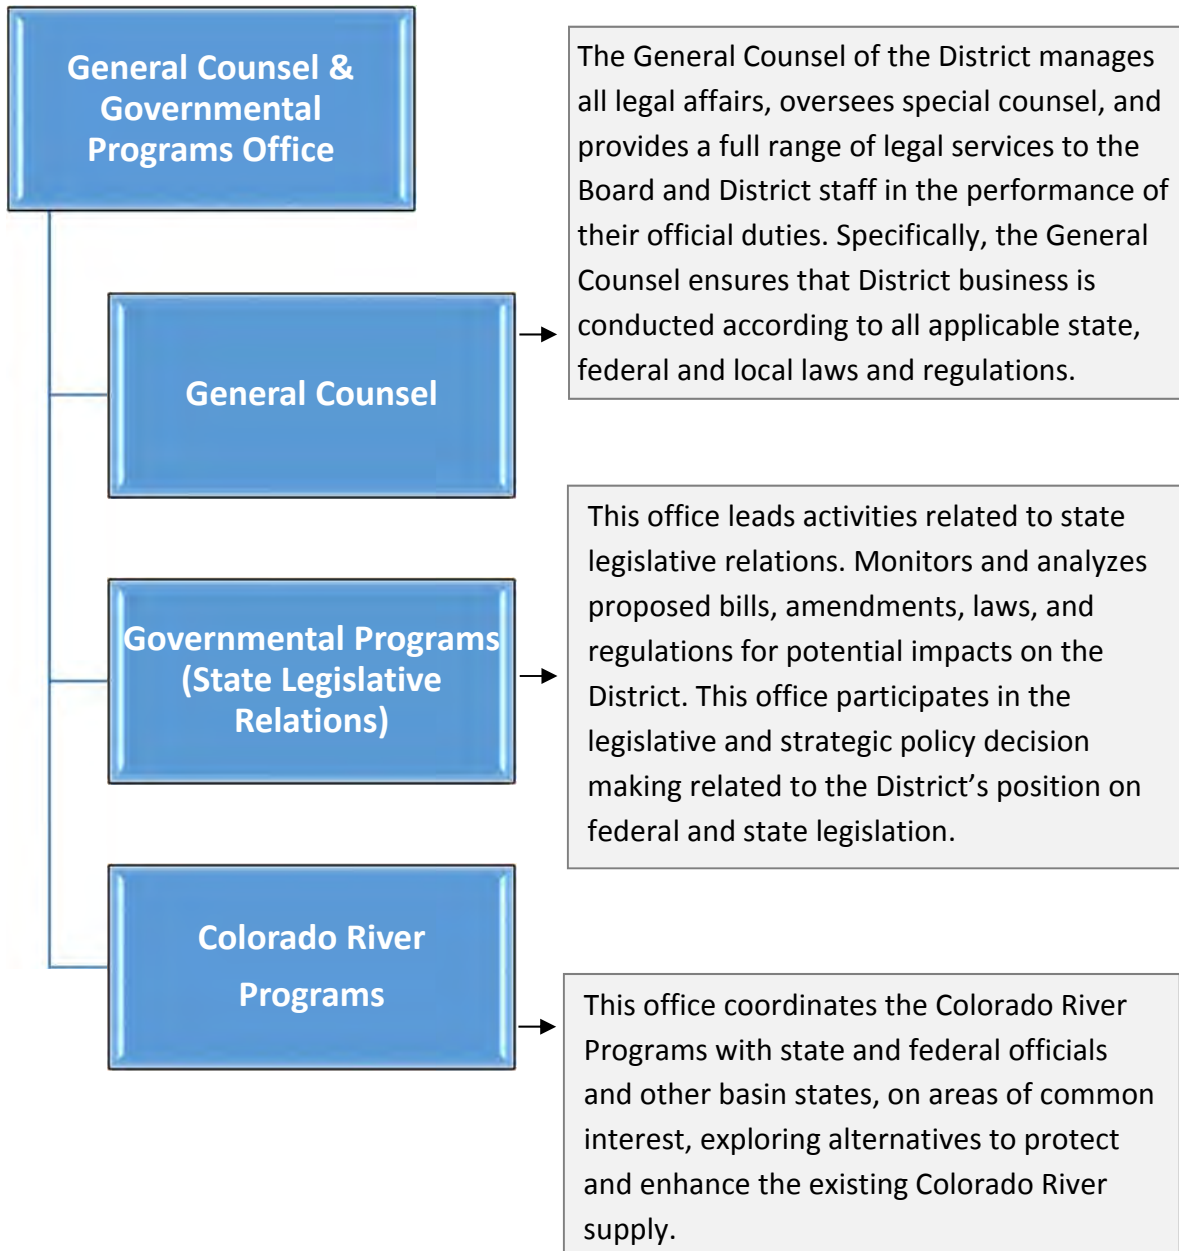 General Counsel &
Governmental
Programs Office
The General Counsel of the District manages
all legal affairs, oversees special counsel, and
provides a full range of legal services to the
Board and District staff in the performance of
their official duties. Specifically, the General
Counsel ensures that District business is
conducted according to all applicable state,
federal and local laws and regulations.
General Counsel
This office leads activities related to state
legislative relations. Monitors and analyzes
proposed bills, amendments, laws, and
regulations for potential impacts on the
District. This office participates in the
legislative and strategic policy decision
making related to the District’s position on
federal and state legislation.
Governmental Programs
(State Legislative
Relations)
Colorado River
Programs
This office coordinates the Colorado River
Programs with state and federal officials
and other basin states, on areas of common
interest, exploring alternatives to protect
and enhance the existing Colorado River
supply.